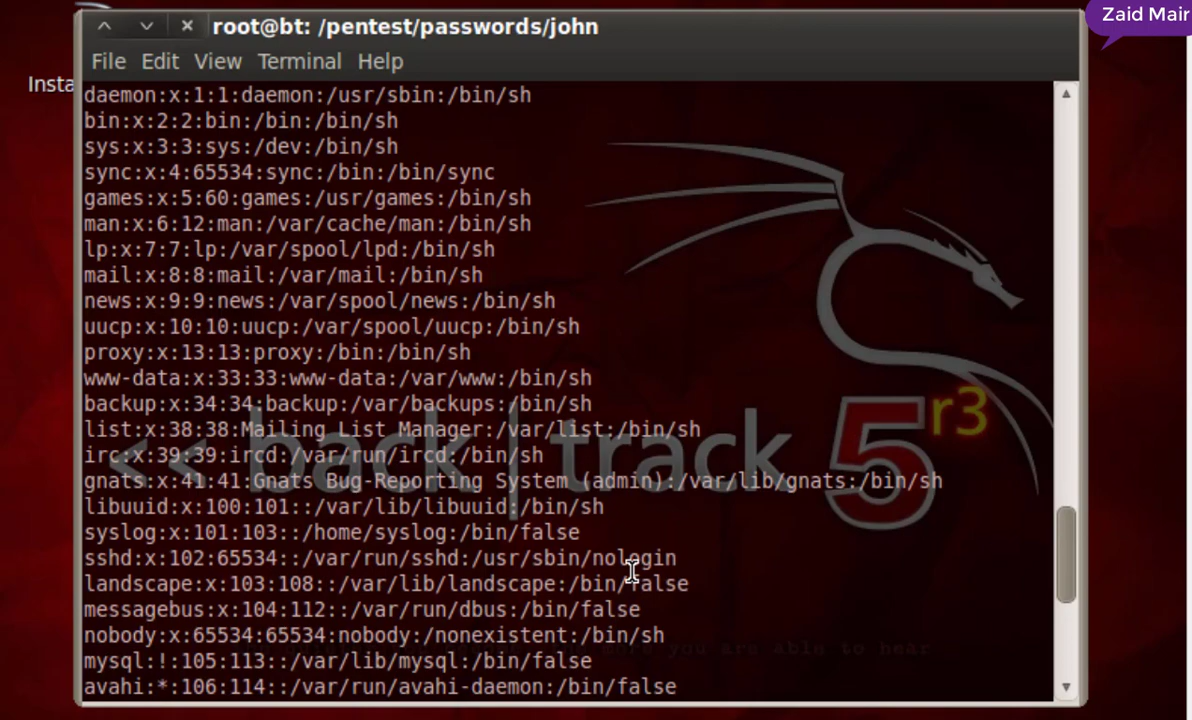 Zaid Mair
root@bt: /pentest/passwords/john
File Edit View Terminal Help
Insta
daemon:x:1:1:daemon:/usr/sbin:/bin/sh
bin:x:2:2:bin:/bin:/bin/sh
sys:x:3:3:sys:/dev:/bin/sh
sync:x:4:65534:sync:/bin:/bin/sync
games:x:5:60:games:/usr/games:/bin/sh
man:x:6:12:man:/var/cache/man:/bin/sh
lp:x:7:7:lp:/var/spool/lpd:/bin/sh
mail:x:8:8:mail:/var/mail:/bin/sh
news:x:9:9:news:/var/spool/news:/bin/sh
uucp:x:10:10:uucp:/var/spool/uucp:/bin/sh
proxy:x:13:13:proxy:/bin:/bin/sh
www-data:x:33:33:www-data:/var/www:/bin/sh
backup:x:34:34:backup:/var/backups:/bin/sh
list:x:38:38:Mailing List Manager:/var/list:/bin/sh
irc:x:39:39:ircd:/var/run/ircd:/bin/sh
gnats:x:41:41:Gnats Bug-Reporting System (admin):/var/lib/gnats:/bin/sh
libuuid:x:100:101::/var/lib/libuuid:/bin/sh
syslog:x:101:103::/home/syslog:/bin/false
sshd:x:102:65534::/var/run/sshd:/usr/sbin/nologin
landscape:x:103:108::/var/lib/landscape:/bin/false
messagebus:x:104:112::/var/run/dbus:/bin/false
nobody:x:65534:65534:nobody:/nonexistent:/bin/sh
mysql:!:105:113::/var/lib/mysql:/bin/false
avahi:*:106:114::/var/run/avahi-daemon:/bin/false
<< back|track 5 r3
you are able to hear